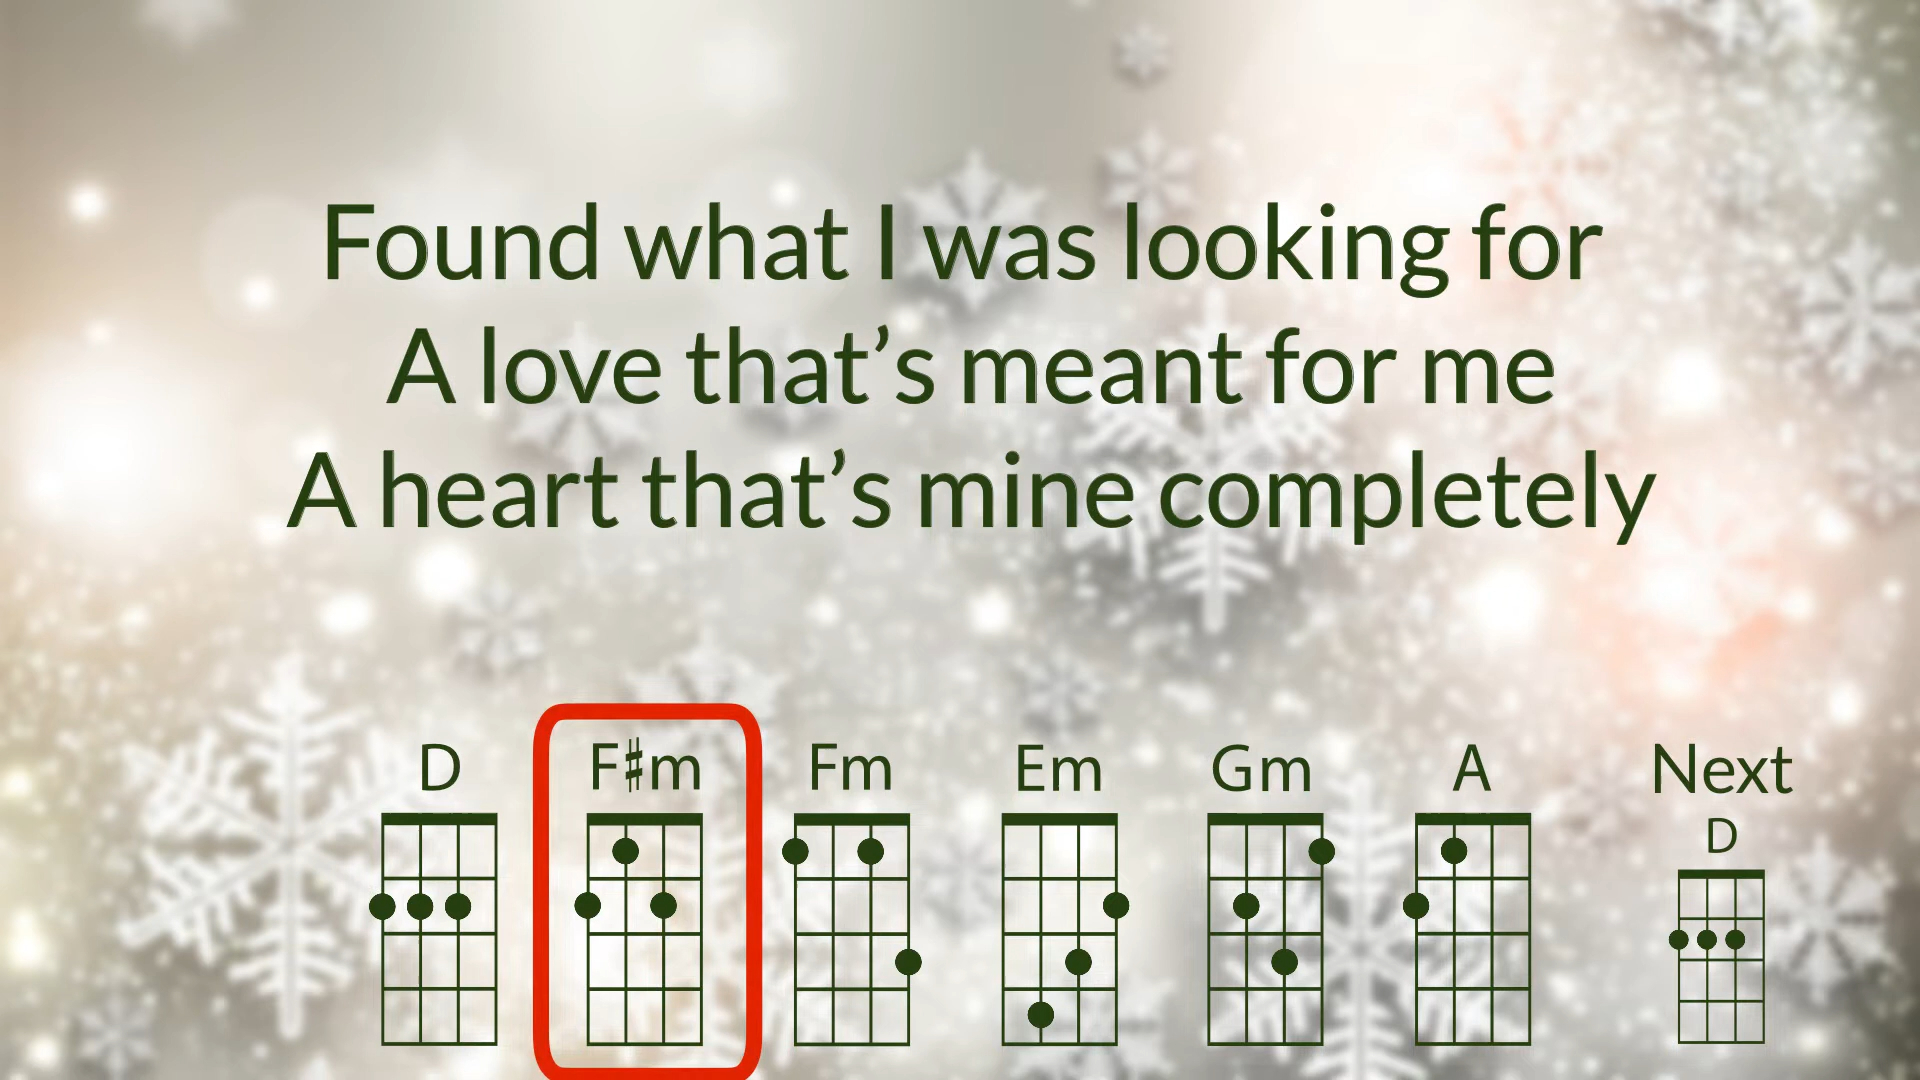 Found what I was looking for
A love that’s meant for me
A heart that’s mine completely
D F♯m Fm Em Gm A Next
D